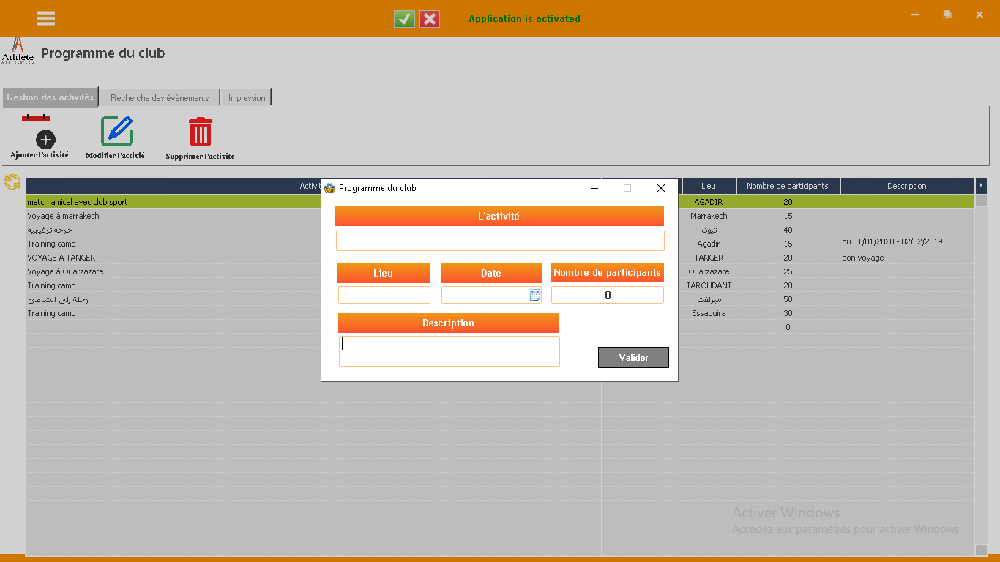 Application is activated
Athlete
Programme du club
Gestion des activités
Recherche des évènements
Impression
Ajouter l'activité
Modifier l'activié
Supprimer l'activité
Activit
Lieu
Nombre de participants
Description
match amical avec club sport
AGADIR
20
Voyage à marrakech
Marrakech
15
خرجة ترفيهية
تيوت
40
Training camp
Agadir
15
du 31/01/2020 - 02/02/2019
VOYAGE A TANGER
TANGER
20
bon voyage
Voyage à Ouarzazate
Ouarzazate
25
Training camp
TAROUDANT
20
رحلة إلى الشاطئ
ميرلفت
50
Training camp
Essaouira
30
0
Programme du club
L'activité
Lieu
Date
Nombre de participants
0
Description
Valider
Activer Windows
Accédez aux paramètres pour activer Windows.